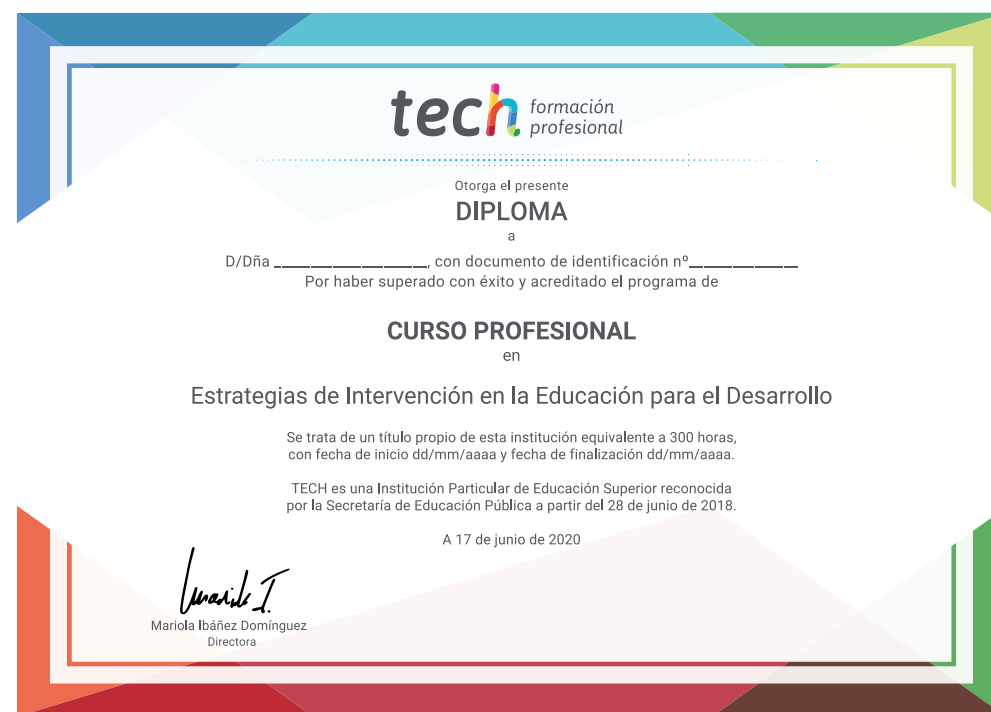 tech formación
profesional
Otorga el presente
DIPLOMA
a
D/Dña _____________________, con documento de identificación nº_______________
Por haber superado con éxito y acreditado el programa de
CURSO PROFESIONAL
en
Estrategias de Intervención en la Educación para el Desarrollo
Se trata de un título propio de esta institución equivalente a 300 horas,
con fecha de inicio dd/mm/aaaa y fecha de finalización dd/mm/aaaa.
TECH es una Institución Particular de Educación Superior reconocida
por la Secretaría de Educación Pública a partir del 28 de junio de 2018.
A 17 de junio de 2020
Mariola Ibáñez Domínguez
Directora